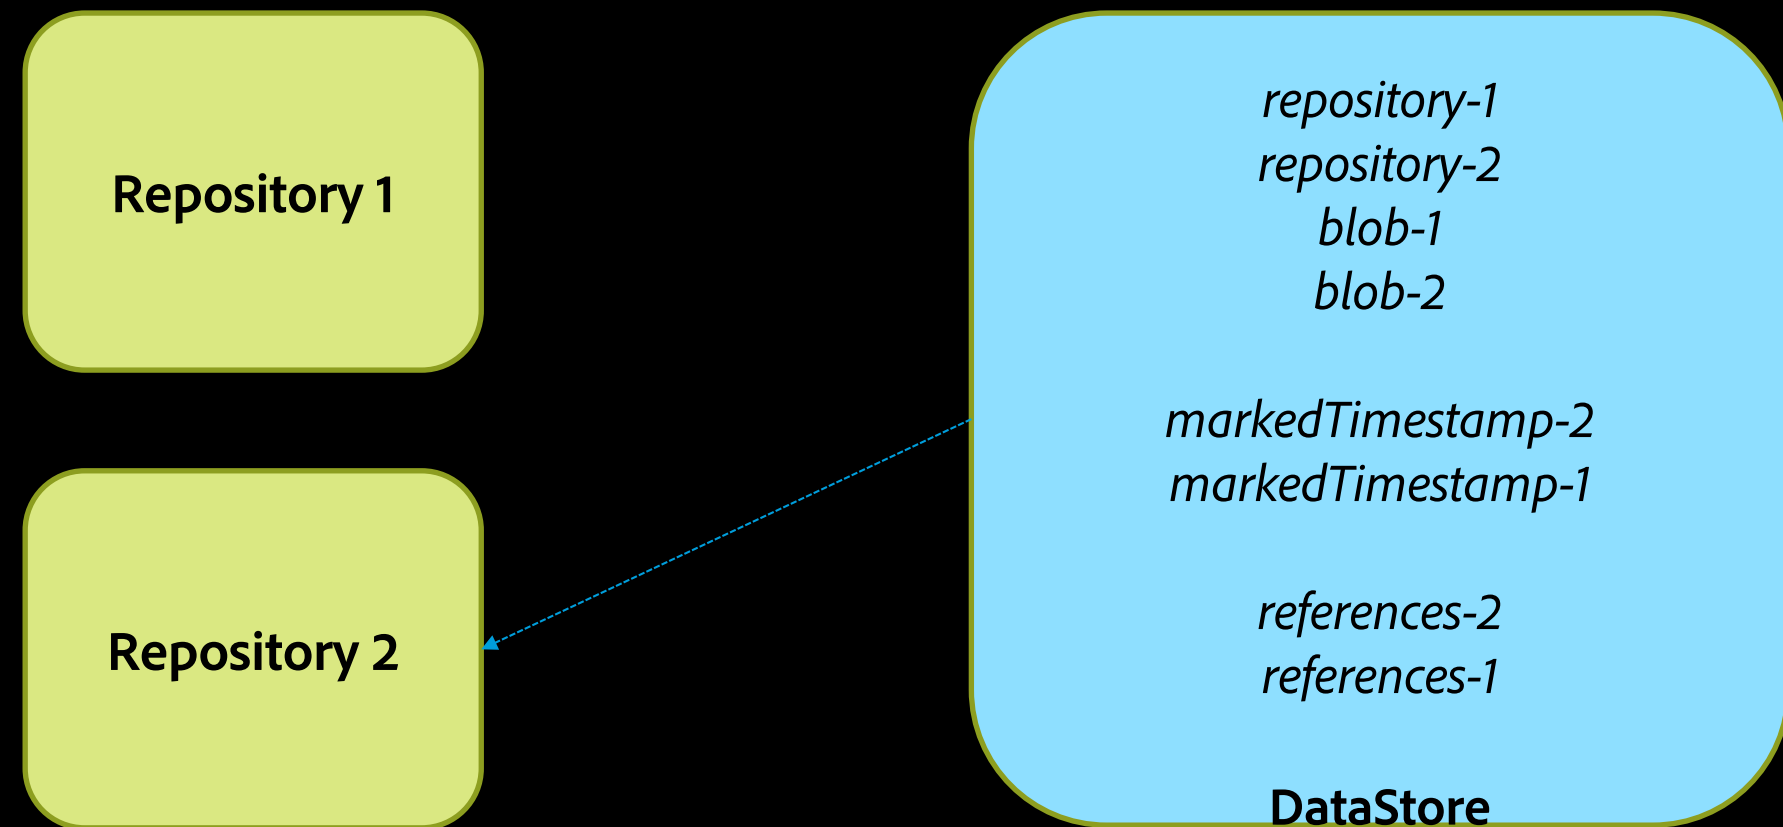 Repository 1
Repository 2
repository-1
repository-2
blob-1
blob-2
markedTimestamp-2
markedTimestamp-1
references-2
references-1
DataStore